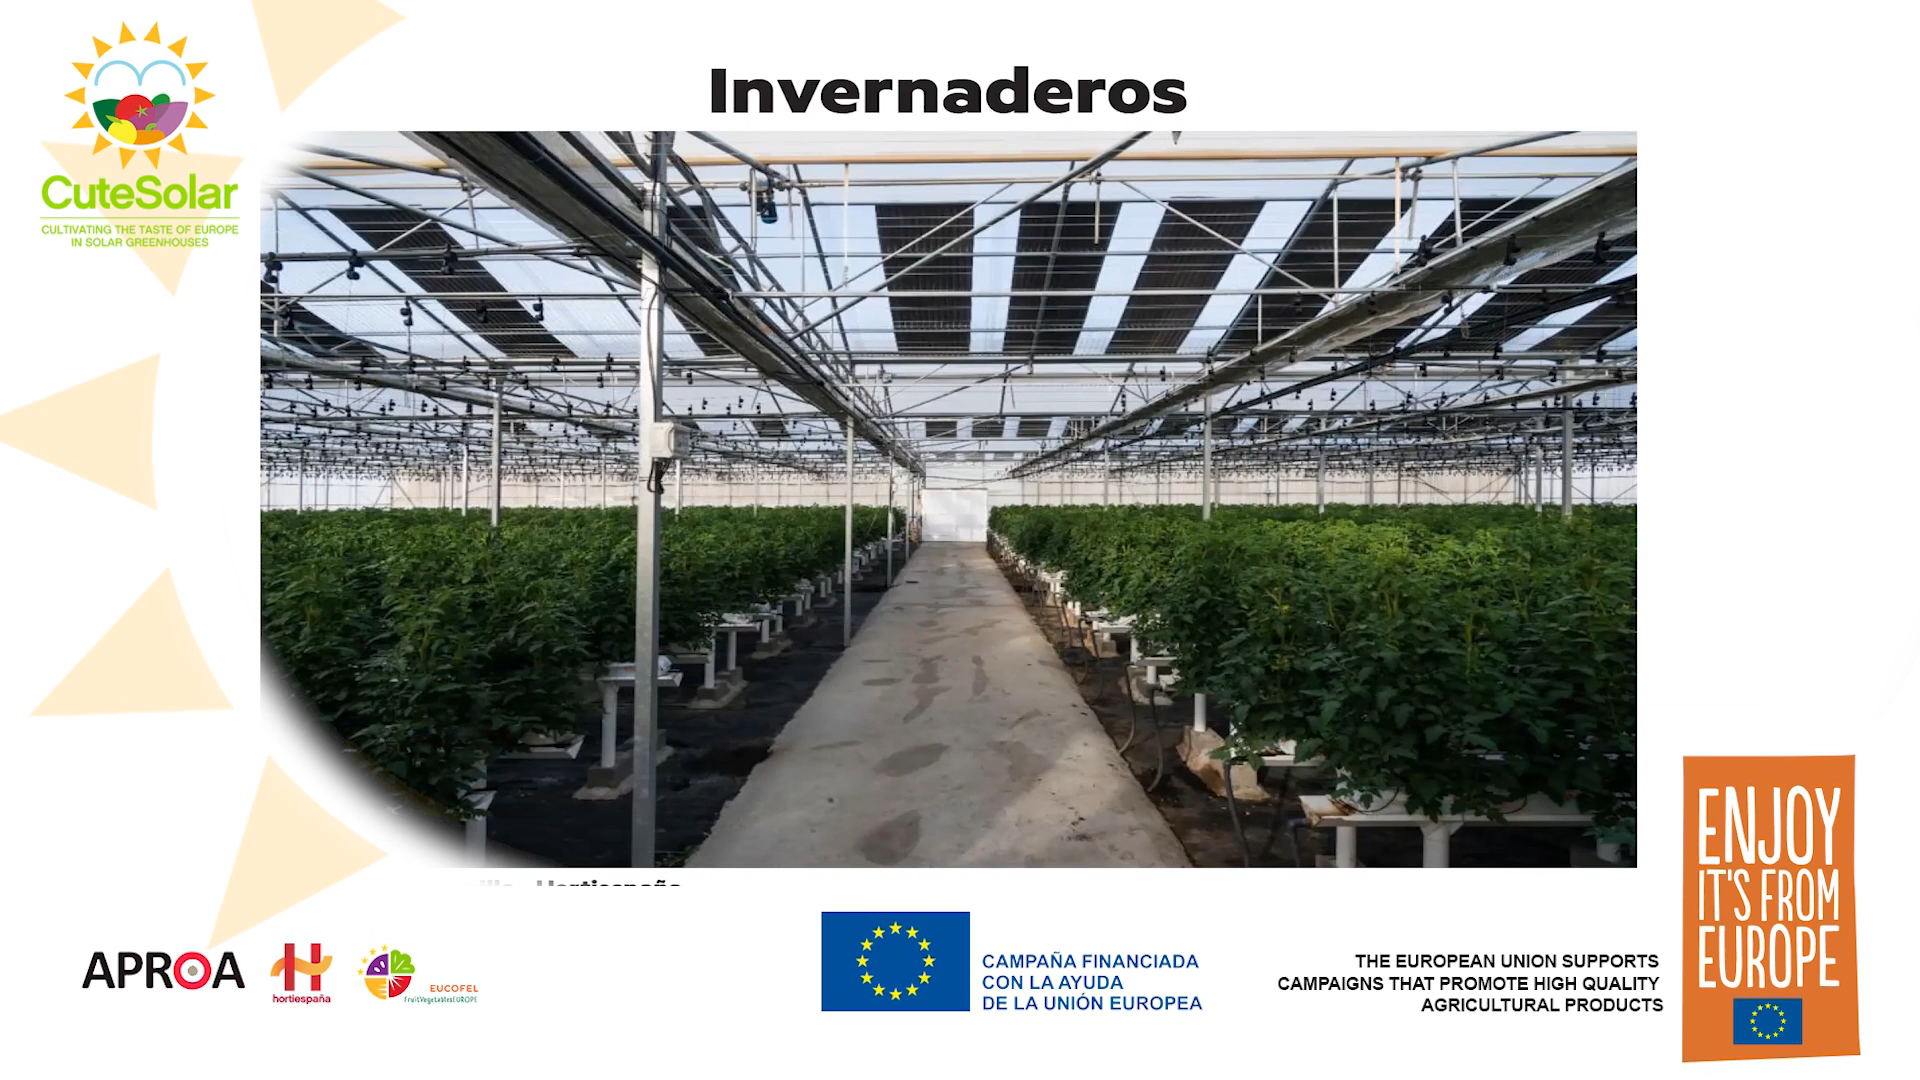 Invernaderos
CuteSolar
CULTIVATING THE TASTE OF EUROPE
IN SOLAR GREENHOUSES
APROA
hortiespaña
EUCOFEL
FruitVegetablesEUROPE
CAMPAÑA FINANCIADA
CON LA AYUDA
DE LA UNIÓN EUROPEA
THE EUROPEAN UNION SUPPORTS
CAMPAIGNS THAT PROMOTE HIGH QUALITY
AGRICULTURAL PRODUCTS
ENJOY
IT'S FROM
EUROPE